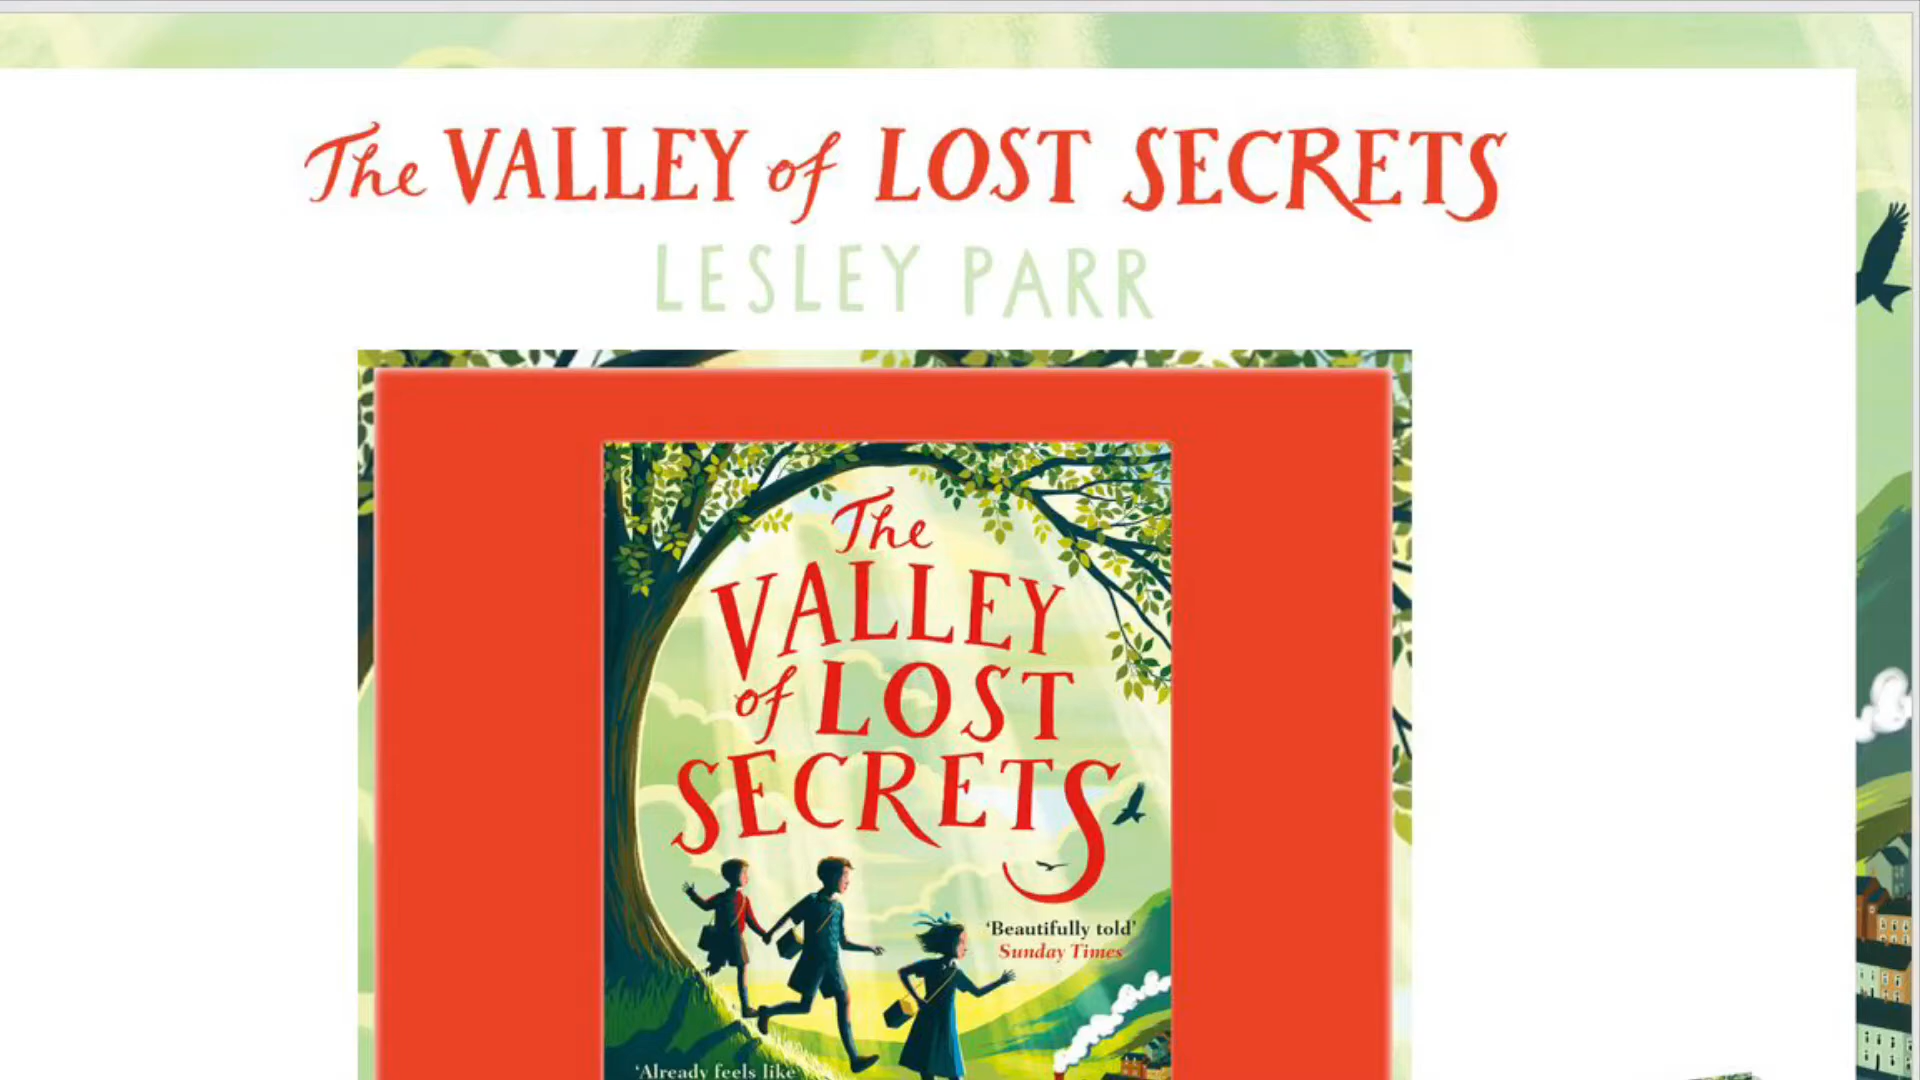 The VALLEY of LOST SECRETS
LESLEY PARR
The
VALLEY
of LOST
SECRETS
‘Beautifully told’
Sunday Times
‘Already feels like